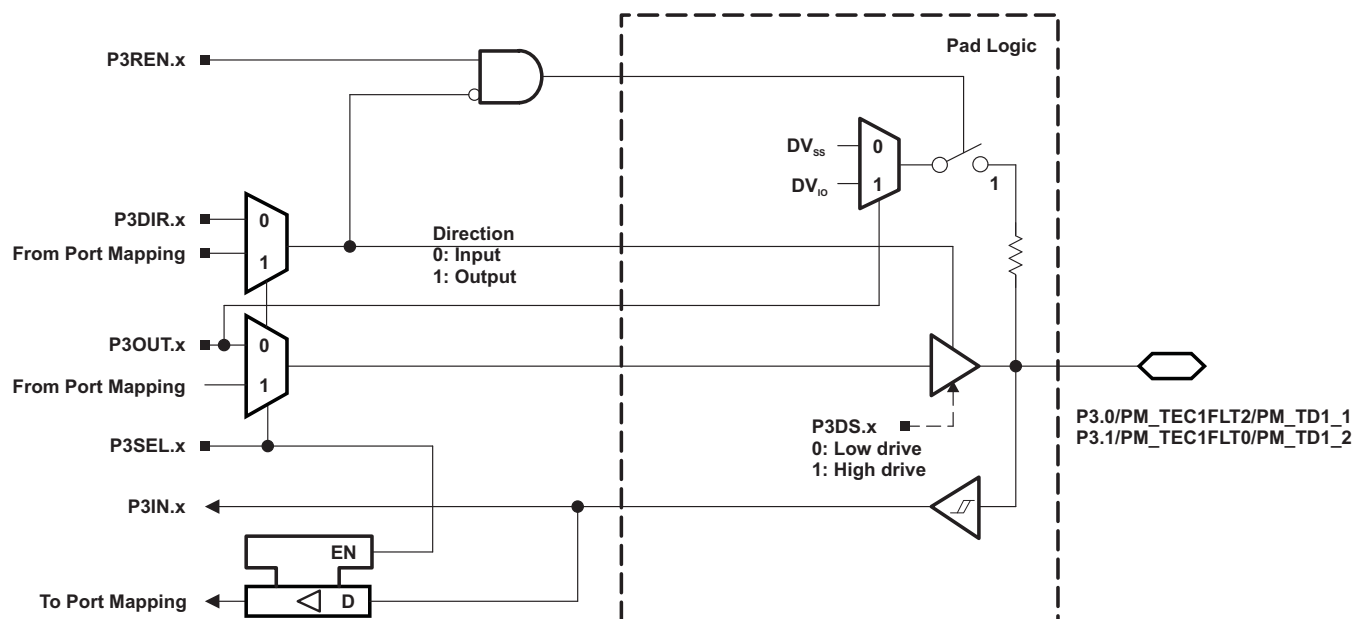 Pad Logic
P3REN.x
DVSS
0
DVIO
1
1
P3DIR.x
0
From Port Mapping
1
Direction
0: Input
1: Output
P3OUT.x
0
From Port Mapping
1
P3SEL.x
P3DS.x
0: Low drive
1: High drive
P3.0/PM_TEC1FLT2/PM_TD1_1
P3.1/PM_TEC1FLT0/PM_TD1_2
P3IN.x
EN
To Port Mapping
D